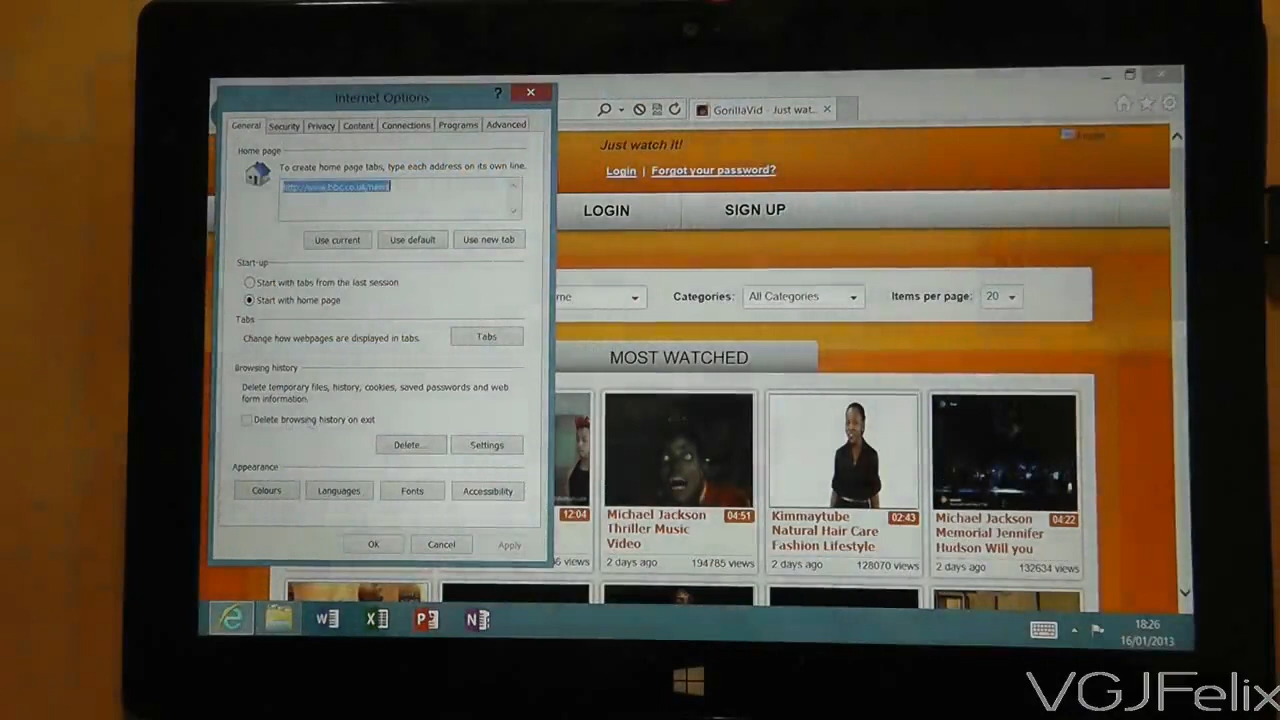 Internet Options
?
General Security Privacy Content Connections Programs Advanced
Home page
To create home page tabs, type each address on its own line.
http://www.bbc.co.uk/news
Use current Use default Use new tab
Start-up
Start with tabs from the last session
Start with home page
Tabs
Change how webpages are displayed in tabs.
Tabs
Browsing history
Delete temporary files, history, cookies, saved passwords and web
form information.
Delete browsing history on exit
Delete... Settings
Appearance
Colours Languages Fonts Accessibility
OK Cancel Apply
GorillaVid Just wat...
Just watch it!
Login | Forgot your password?
LOGIN SIGN UP
Categories: All Categories Items per page: 20
MOST WATCHED
12:04
views
Michael Jackson 04:51
Thriller Music
Video
2 days ago 194785 views
Kimmaytube 02:43
Natural Hair Care
Fashion Lifestyle
2 days ago 128070 views
Michael Jackson 04:22
Memorial Jennifer
Hudson Will you
2 days ago 132634 views
18:26
16/01/2013
VGJFelix